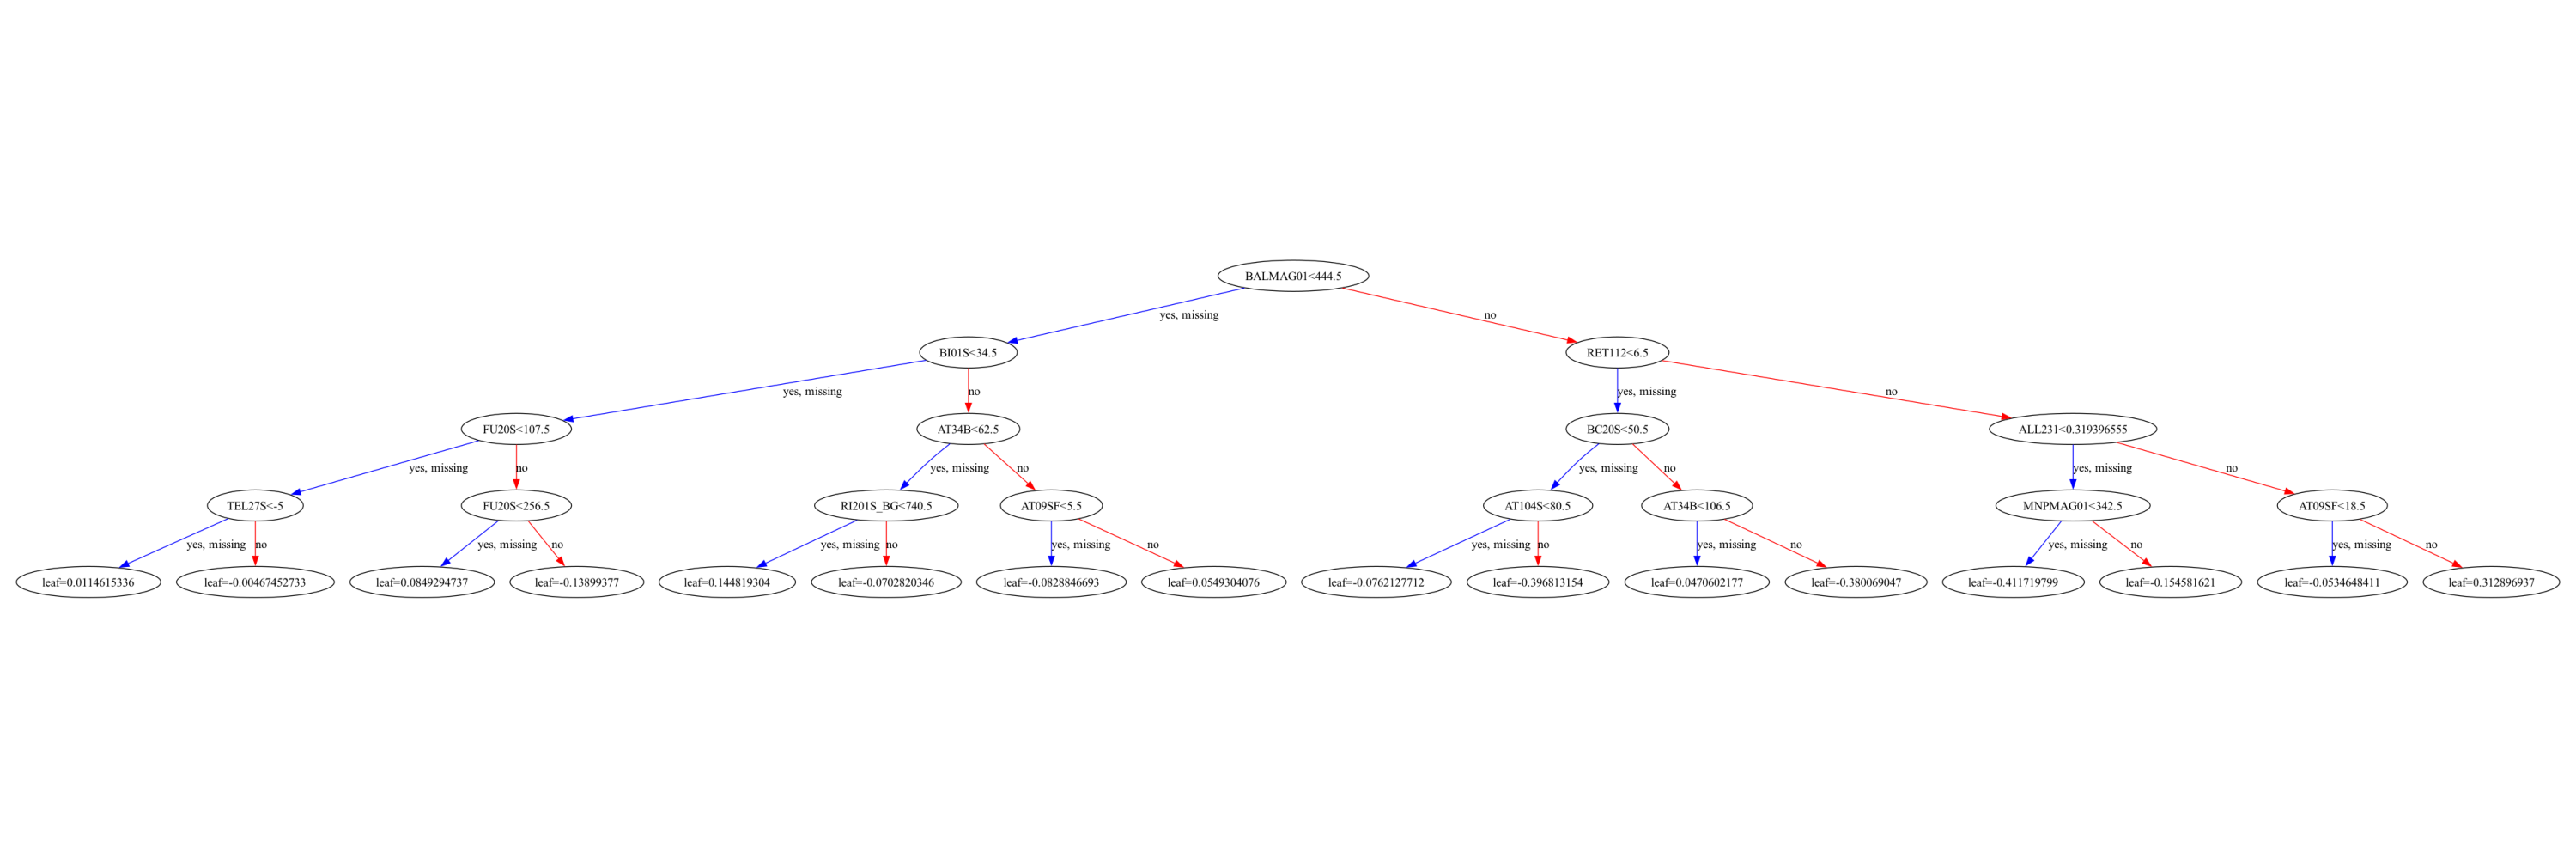 BALMAG01<444.5
yes, missing
no
BI01S<34.5
RET112<6.5
yes, missing
no
yes, missing
no
FU20S<107.5
AT34B<62.5
BC20S<50.5
ALL231<0.319396555
yes, missing
no
yes, missing
no
yes, missing
no
yes, missing
no
TEL27S<-5
FU20S<256.5
RI201S_BG<740.5
AT09SF<5.5
AT104S<80.5
AT34B<106.5
MNPMAG01<342.5
AT09SF<18.5
yes, missing
no
yes, missing
no
yes, missing
no
yes, missing
no
yes, missing
no
yes, missing
no
yes, missing
no
yes, missing
no
leaf=0.0114615336
leaf=-0.00467452733
leaf=0.0849294737
leaf=-0.13899377
leaf=0.144819304
leaf=-0.0702820346
leaf=-0.0828846693
leaf=0.0549304076
leaf=-0.0762127712
leaf=-0.396813154
leaf=0.0470602177
leaf=-0.380069047
leaf=-0.411719799
leaf=-0.154581621
leaf=-0.0534648411
leaf=0.312896937